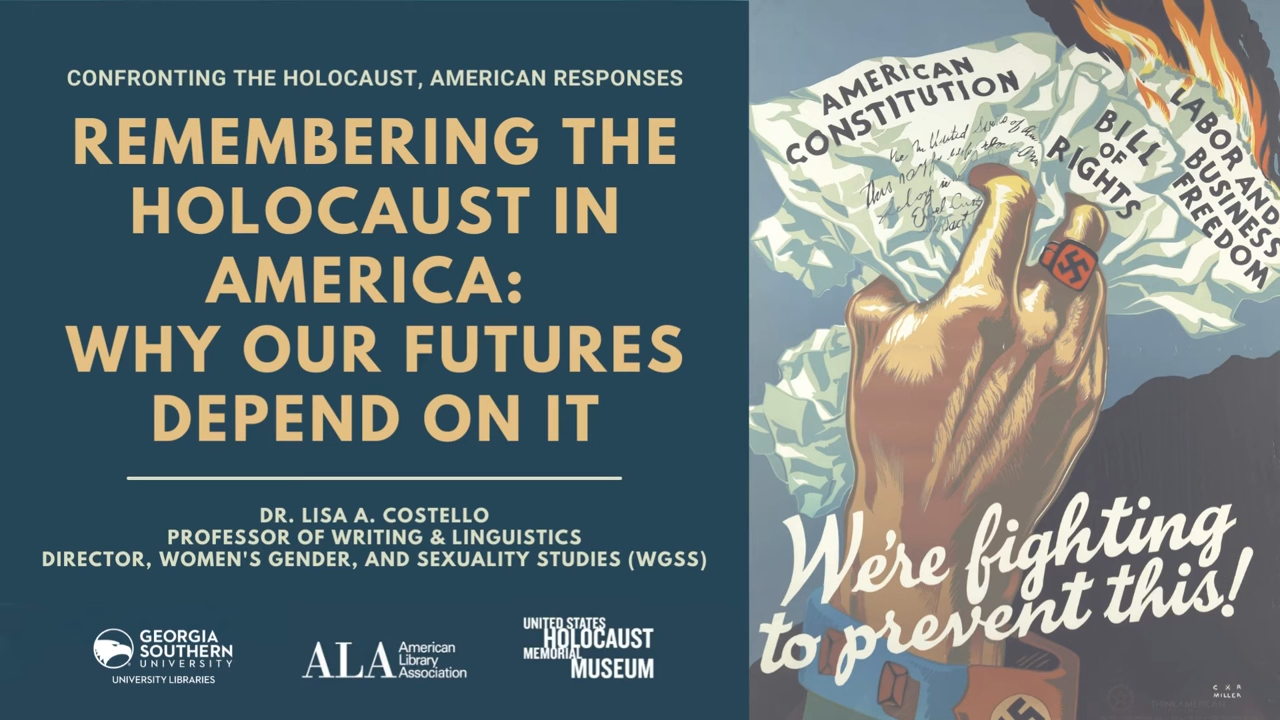 CONFRONTING THE HOLOCAUST, AMERICAN RESPONSES
REMEMBERING THE
HOLOCAUST IN
AMERICA:
WHY OUR FUTURES
DEPEND ON IT
DR. LISA A. COSTELLO
PROFESSOR OF WRITING & LINGUISTICS
DIRECTOR, WOMEN'S GENDER, AND SEXUALITY STUDIES (WGSS)
GEORGIA
SOUTHERN
UNIVERSITY
UNIVERSITY LIBRARIES
ALA American
Library
Association
UNITED STATES
HOLOCAUST
MEMORIAL
MUSEUM
AMERICAN
CONSTITUTION
BILL
OF
RIGHTS
LABOR AND
BUSINESS
FREEDOM
We're fighting
to prevent this!
C X R
MILLER